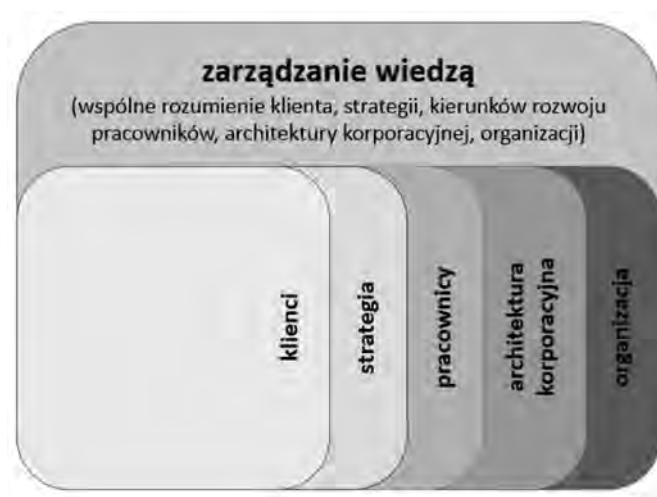 zarządzanie wiedzą
(wspólne rozumienie klienta, strategii, kierunków rozwoju
pracowników, architektury korporacyjnej, organizacji)
klienci
strategia
pracownicy
architektura
korporacyjna
organizacja